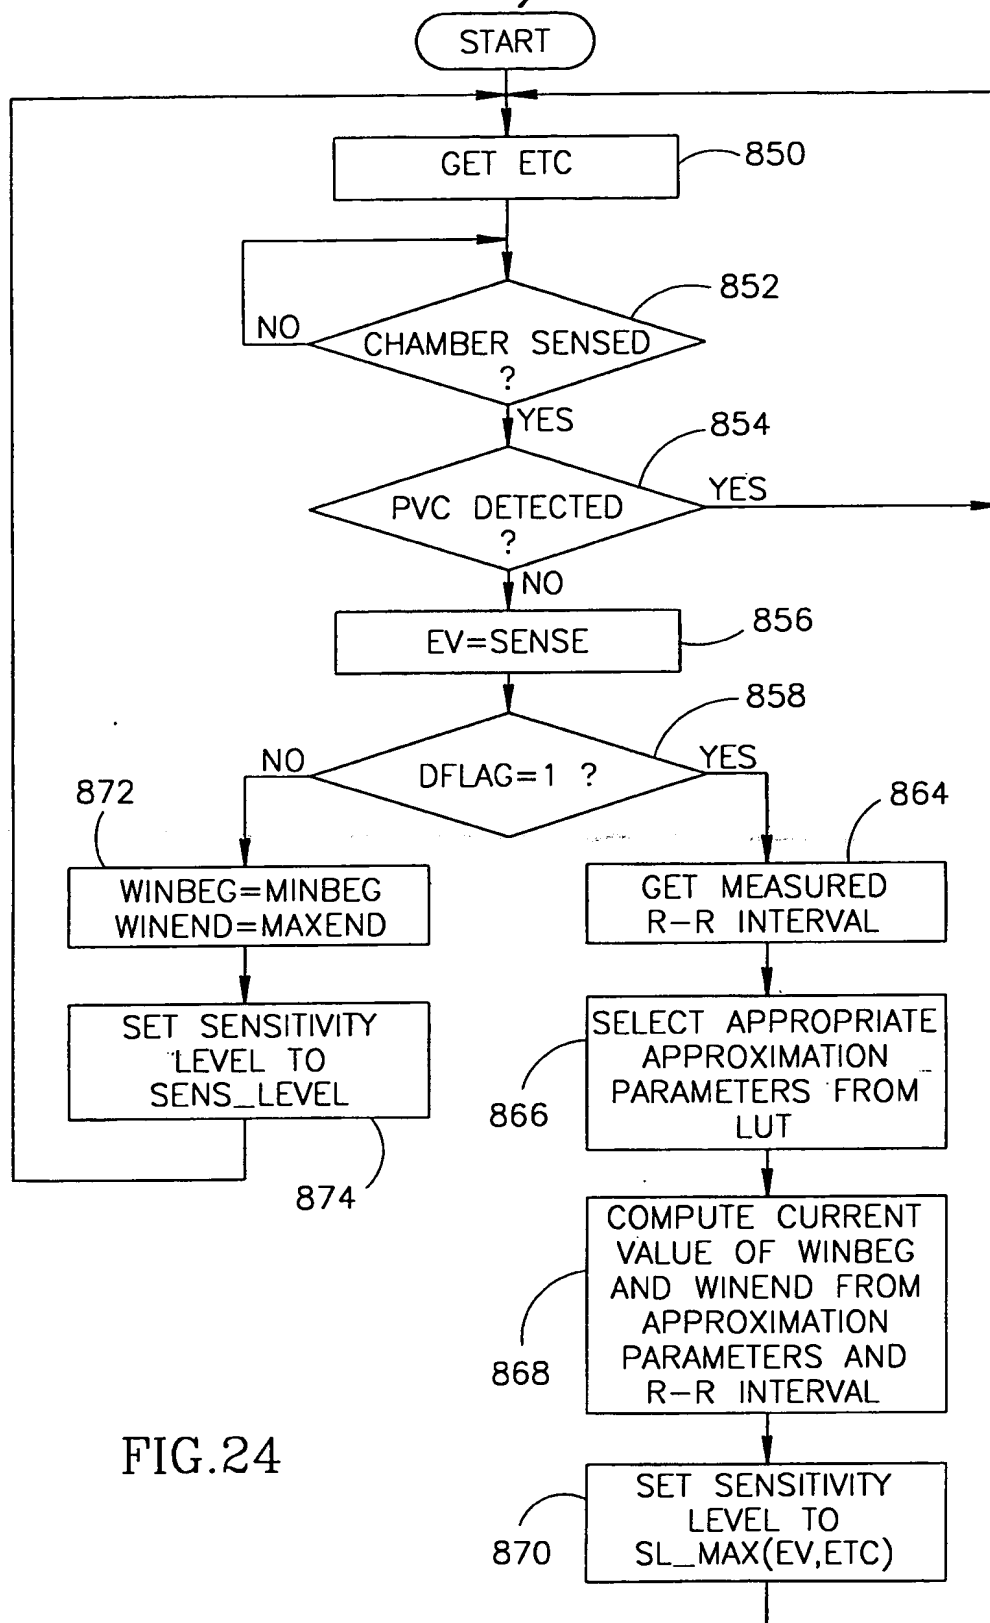 START
GET ETC
850
852
NO
CHAMBER SENSED
?
YES
854
PVC DETECTED
?
YES
NO
EV=SENSE
856
858
NO
DFLAG=1 ?
YES
872
WINBEG=MINBEG
WINEND=MAXEND
SET SENSITIVITY
LEVEL TO
SENS_LEVEL
874
864
GET MEASURED
R-R INTERVAL
SELECT APPROPRIATE
APPROXIMATION
PARAMETERS FROM
LUT
866
COMPUTE CURRENT
VALUE OF WINBEG
AND WINEND FROM
APPROXIMATION
PARAMETERS AND
R-R INTERVAL
868
SET SENSITIVITY
LEVEL TO
SL_MAX(EV,ETC)
870
FIG.24